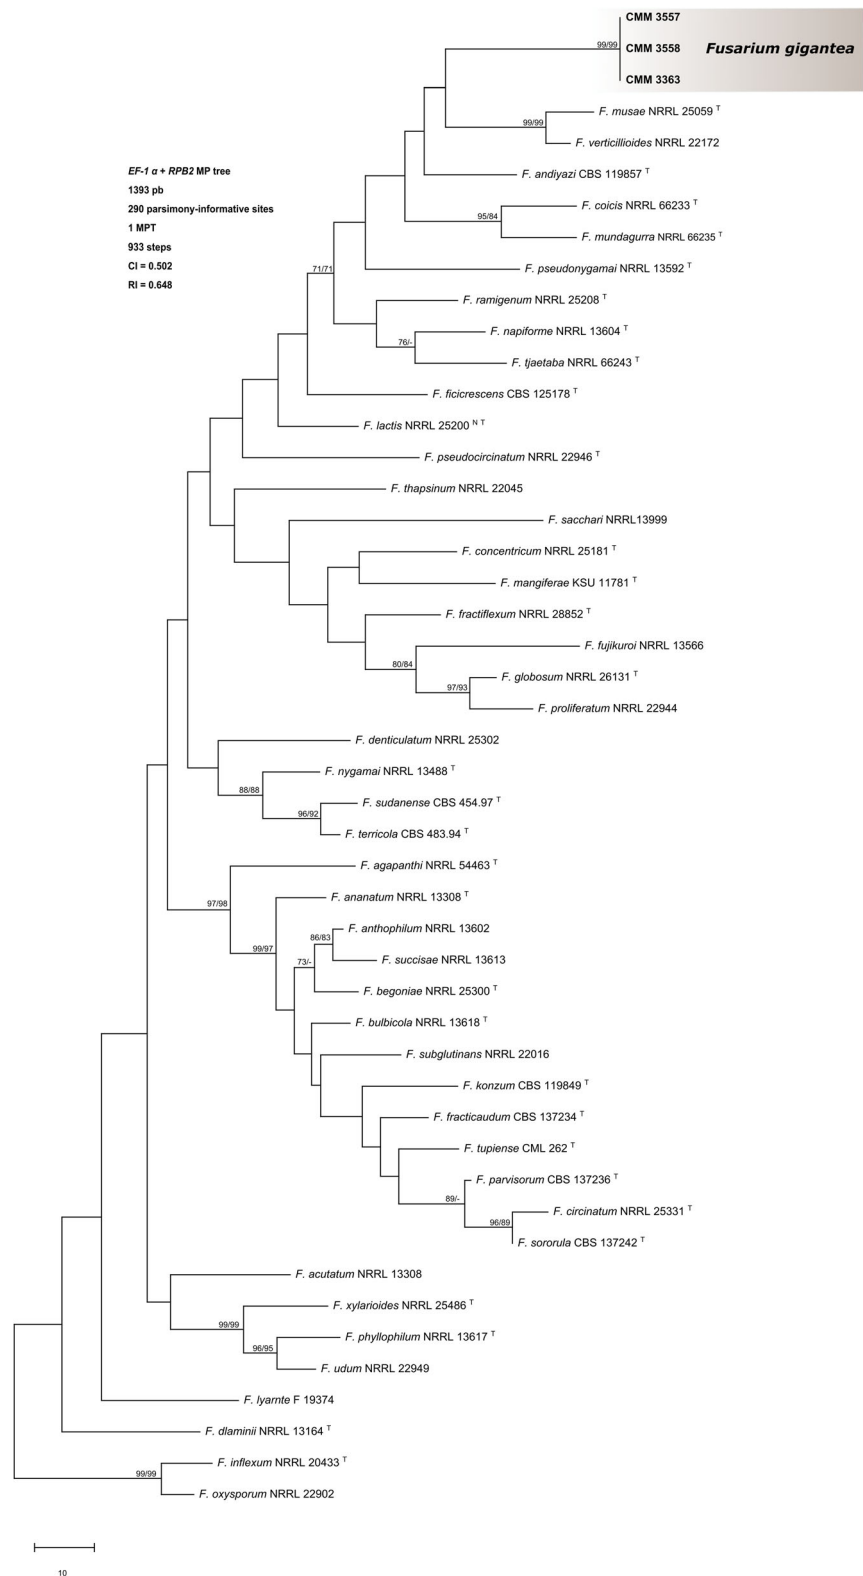 CMM 3557
99/99
CMM 3558
Fusarium gigantea
CMM 3363
F. musae NRRL 25059 T
99/99
F. verticillioides NRRL 22172
EF-1 α + RPB2 MP tree
1393 pb
290 parsimony-informative sites
1 MPT
933 steps
CI = 0.502
RI = 0.648
F. andiyazi CBS 119857 T
F. coicis NRRL 66233 T
95/84
F. mundagurra NRRL 66235 T
71/71
F. pseudonygamai NRRL 13592 T
F. ramigenum NRRL 25208 T
F. napiforme NRRL 13604 T
76/-
F. tjaetaba NRRL 66243 T
F. ficicrescens CBS 125178 T
F. lactis NRRL 25200 N T
F. pseudocircinatum NRRL 22946 T
F. thapsinum NRRL 22045
F. sacchari NRRL13999
F. concentricum NRRL 25181 T
F. mangiferae KSU 11781 T
F. fractiflexum NRRL 28852 T
F. fujikuroi NRRL 13566
80/84
F. globosum NRRL 26131 T
97/93
F. proliferatum NRRL 22944
F. denticulatum NRRL 25302
F. nygamai NRRL 13488 T
88/88
F. sudanense CBS 454.97 T
96/92
F. terricola CBS 483.94 T
F. agapanthi NRRL 54463 T
97/98
F. ananatum NRRL 13308 T
F. anthophilum NRRL 13602
86/83
99/97
F. succisae NRRL 13613
73/-
F. begoniae NRRL 25300 T
F. bulbicola NRRL 13618 T
F. subglutinans NRRL 22016
F. konzum CBS 119849 T
F. fracticaudum CBS 137234 T
F. tupiense CML 262 T
F. parvisorum CBS 137236 T
89/-
F. circinatum NRRL 25331 T
96/89
F. sororula CBS 137242 T
F. acutatum NRRL 13308
F. xylarioides NRRL 25486 T
99/99
F. phyllophilum NRRL 13617 T
96/95
F. udum NRRL 22949
F. lyarnte F 19374
F. dlaminii NRRL 13164 T
F. inflexum NRRL 20433 T
99/99
F. oxysporum NRRL 22902
10